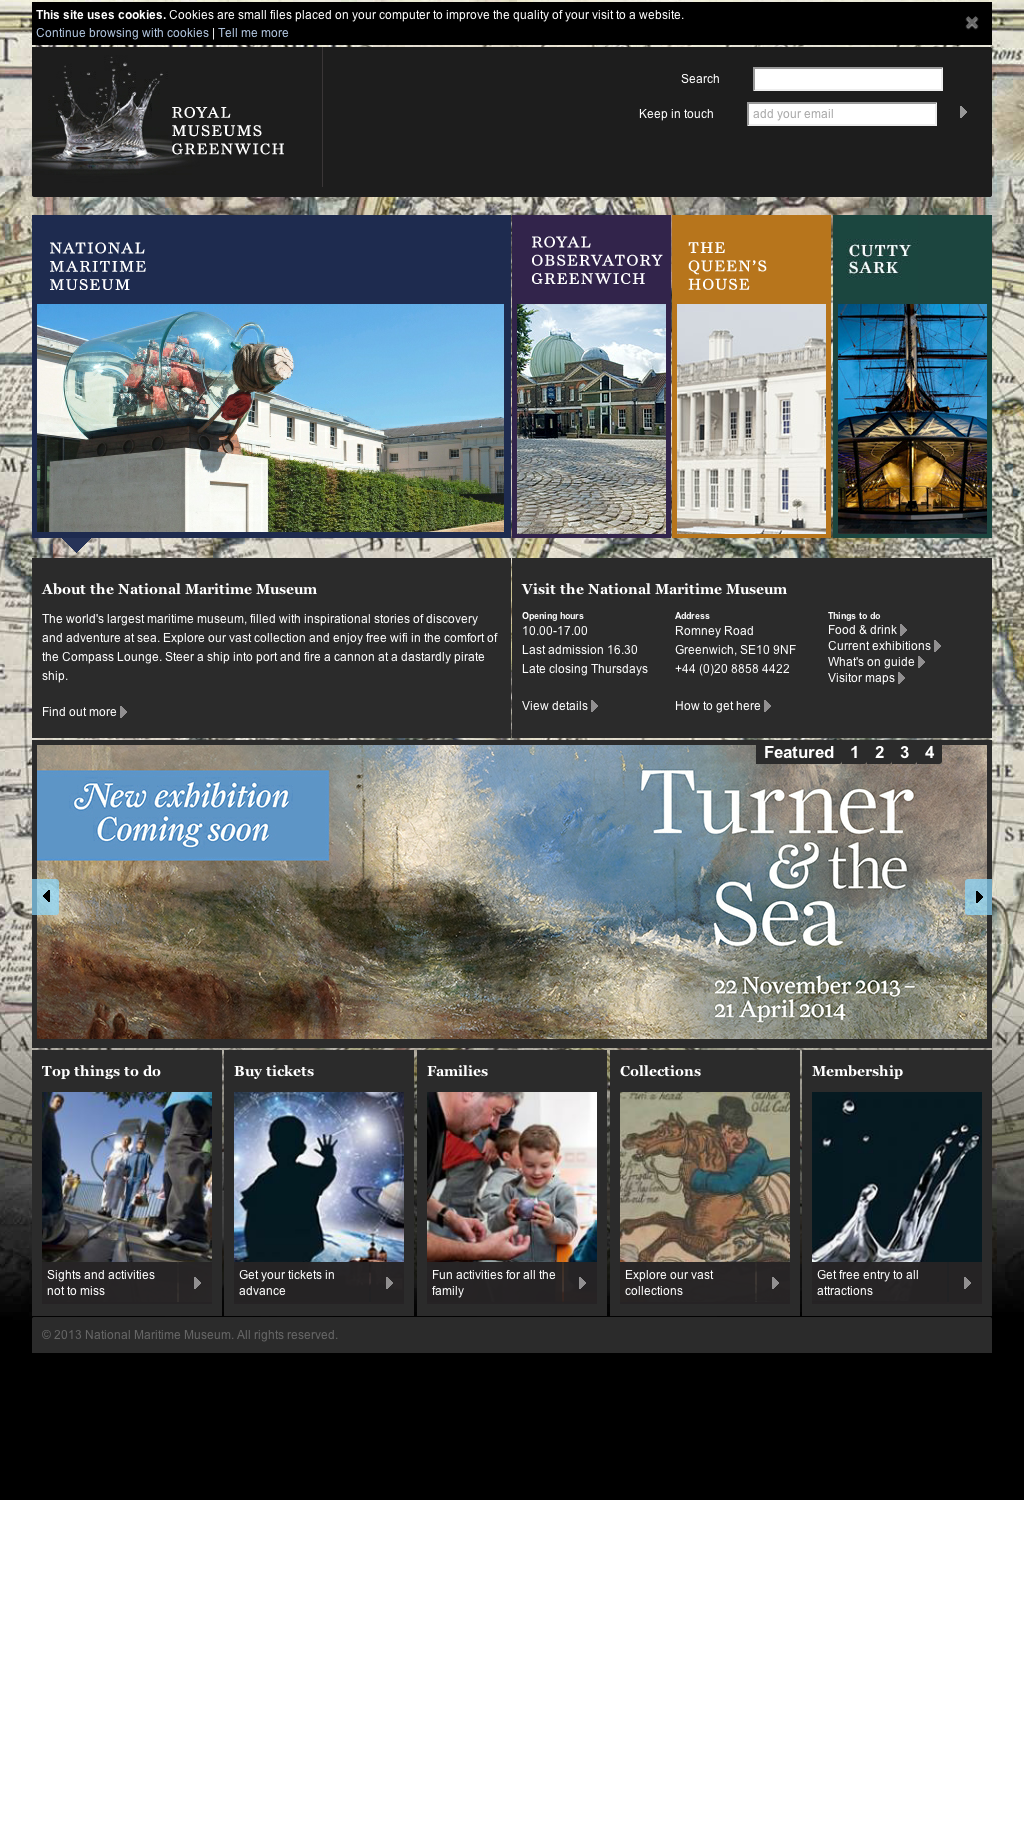 This site uses cookies. Cookies are small files placed on your computer to improve the quality of your visit to a website.
Continue browsing with cookies | Tell me more
ROYAL
MUSEUMS
GREENWICH
Search
Keep in touch
add your email
NATIONAL
MARITIME
MUSEUM
ROYAL
OBSERVATORY
GREENWICH
THE
QUEEN'S
HOUSE
CUTTY
SARK
About the National Maritime Museum
The world's largest maritime museum, filled with inspirational stories of discovery
and adventure at sea. Explore our vast collection and enjoy free wifi in the comfort of
the Compass Lounge. Steer a ship into port and fire a cannon at a dastardly pirate
ship.
Find out more
Visit the National Maritime Museum
Opening hours
10.00-17.00
Last admission 16.30
Late closing Thursdays
View details
Address
Romney Road
Greenwich, SE10 9NF
+44 (0)20 8858 4422
How to get here
Things to do
Food & drink
Current exhibitions
What's on guide
Visitor maps
Featured 1 2 3 4
New exhibition
Coming soon
Turner
& the
Sea
22 November 2013 –
21 April 2014
Top things to do
Sights and activities
not to miss
Buy tickets
Get your tickets in
advance
Families
Fun activities for all the
family
Collections
Explore our vast
collections
Membership
Get free entry to all
attractions
© 2013 National Maritime Museum. All rights reserved.